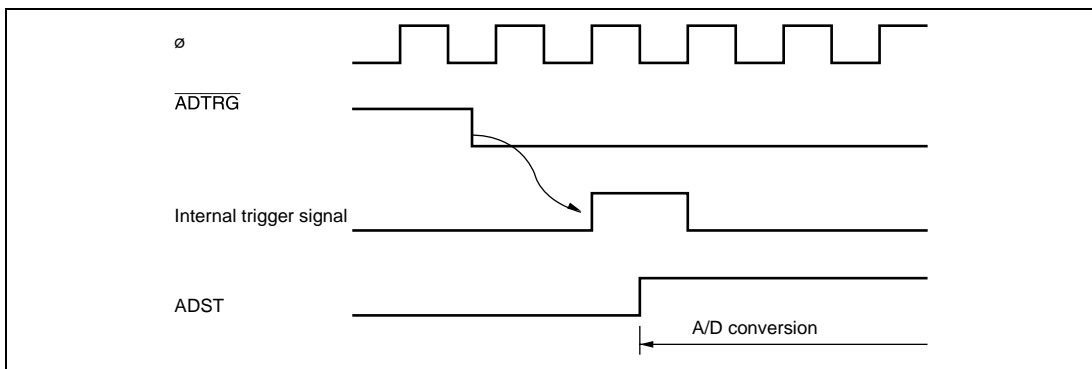 ø
ADTRG
Internal trigger signal
ADST
A/D conversion